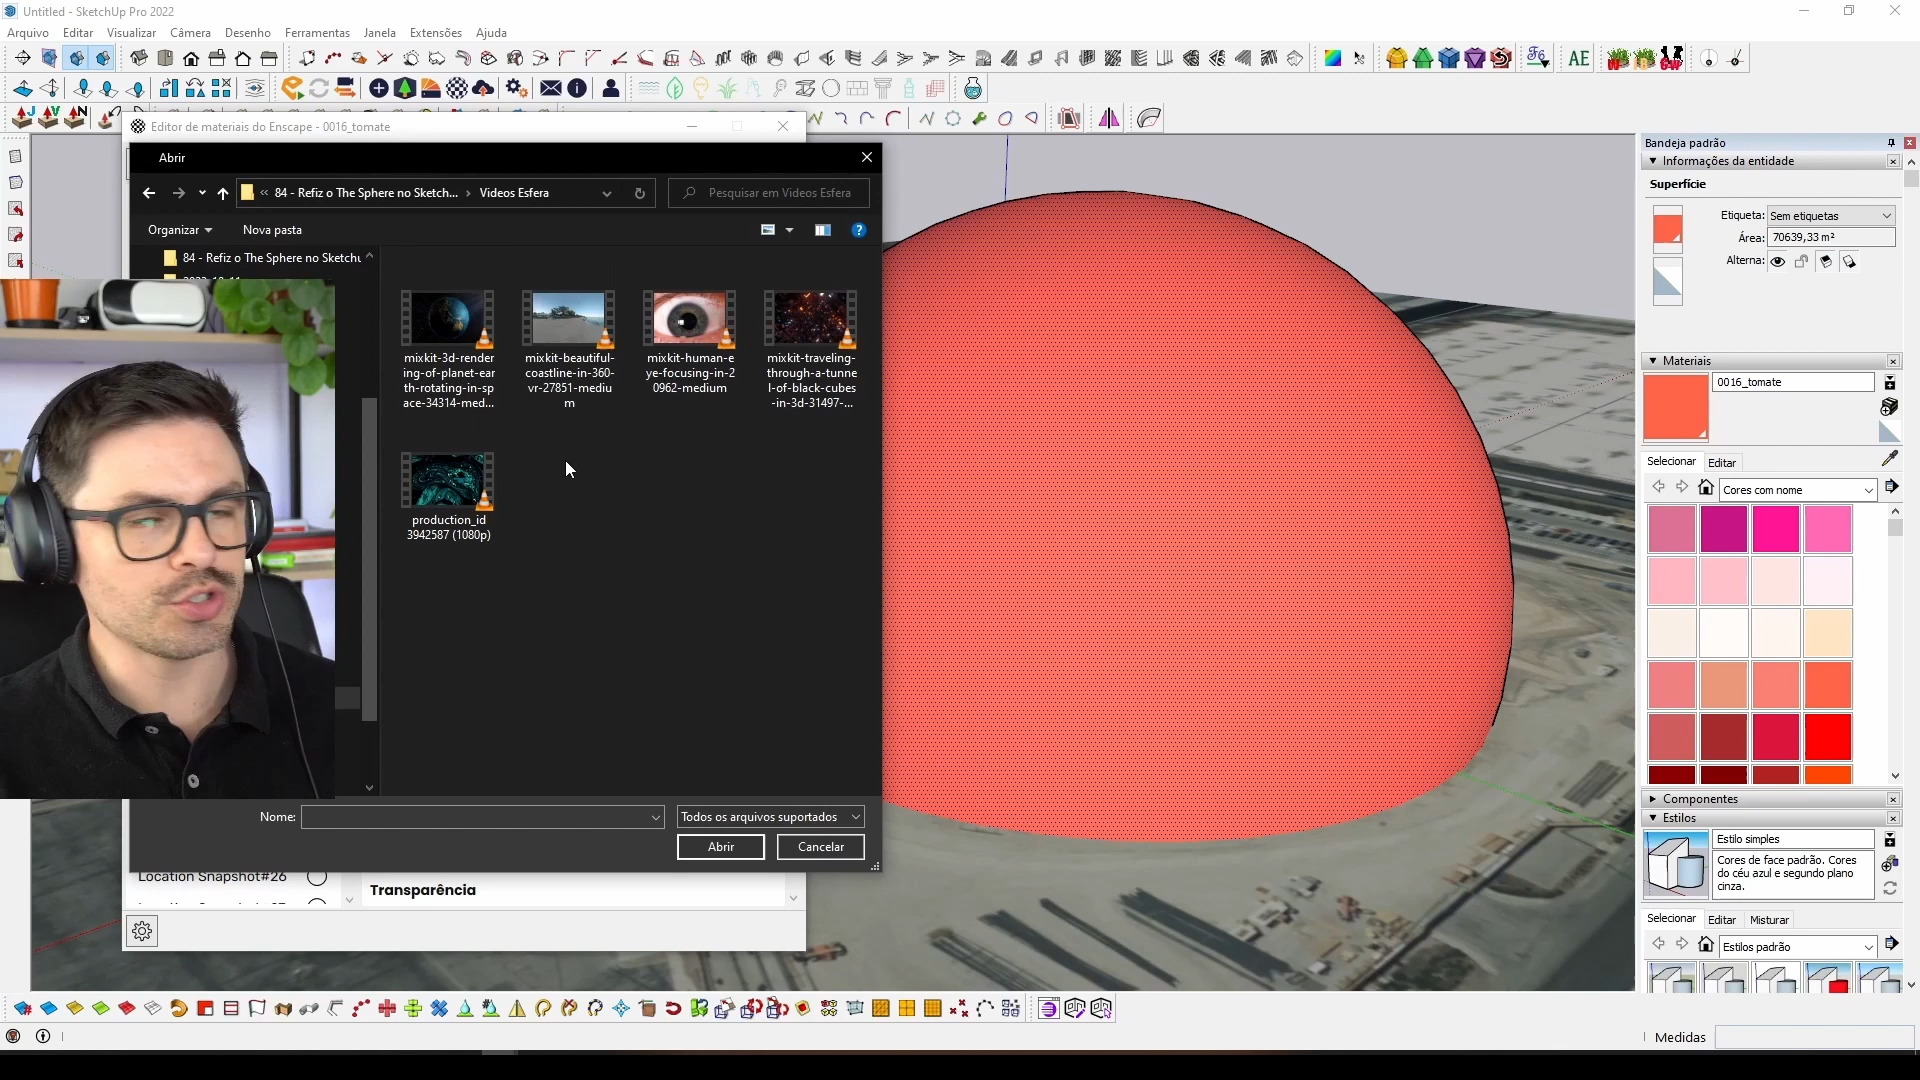 Untitled - SketchUp Pro 2022
Arquivo Editar Visualizar Câmera Desenho Ferramentas Janela Extensões Ajuda
AE
Editor de materiais do Enscape - 0016_tomate
Abrir
84 - Refiz o The Sphere no Sketch... Videos Esfera
Pesquisar em Videos Esfera
Organizar Nova pasta
84 - Refiz o The Sphere no Sketchu
mixkit-3d-render
ing-of-planet-ear
th-rotating-in-sp
ace-34314-med...
mixkit-beautiful-
coastline-in-360-
vr-27851-mediu
m
mixkit-human-e
ye-focusing-in-2
0962-medium
mixkit-traveling-
through-a-tunne
l-of-black-cubes
-in-3d-31497-...
production_id
3942587 (1080p)
Nome:
Todos os arquivos suportados
Abrir Cancelar
Location Snapshot#26
Transparência
Bandeja padrão
Informações da entidade
Superfície
Etiqueta: Sem etiquetas
Área: 70639,33 m²
Alterna:
Materiais
0016_tomate
Selecionar Editar
Cores com nome
Componentes
Estilos
Estilo simples
Cores de face padrão. Cores
do céu azul e segundo plano
cinza.
Selecionar Editar Misturar
Estilos padrão
Medidas